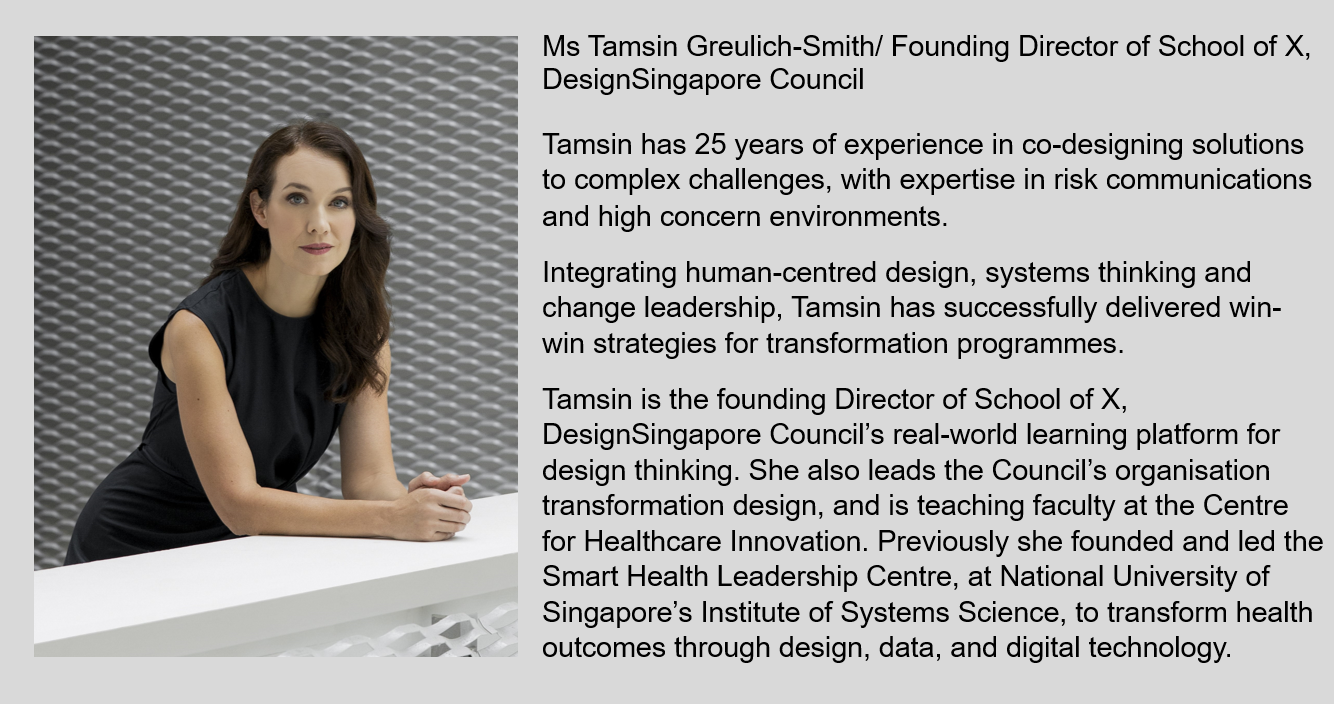 Ms Tamsin Greulich-Smith/ Founding Director of School of X,
DesignSingapore Council
Tamsin has 25 years of experience in co-designing solutions
to complex challenges, with expertise in risk communications
and high concern environments.
Integrating human-centred design, systems thinking and
change leadership, Tamsin has successfully delivered win-
win strategies for transformation programmes.
Tamsin is the founding Director of School of X,
DesignSingapore Council’s real-world learning platform for
design thinking. She also leads the Council’s organisation
transformation design, and is teaching faculty at the Centre
for Healthcare Innovation. Previously she founded and led the
Smart Health Leadership Centre, at National University of
Singapore’s Institute of Systems Science, to transform health
outcomes through design, data, and digital technology.